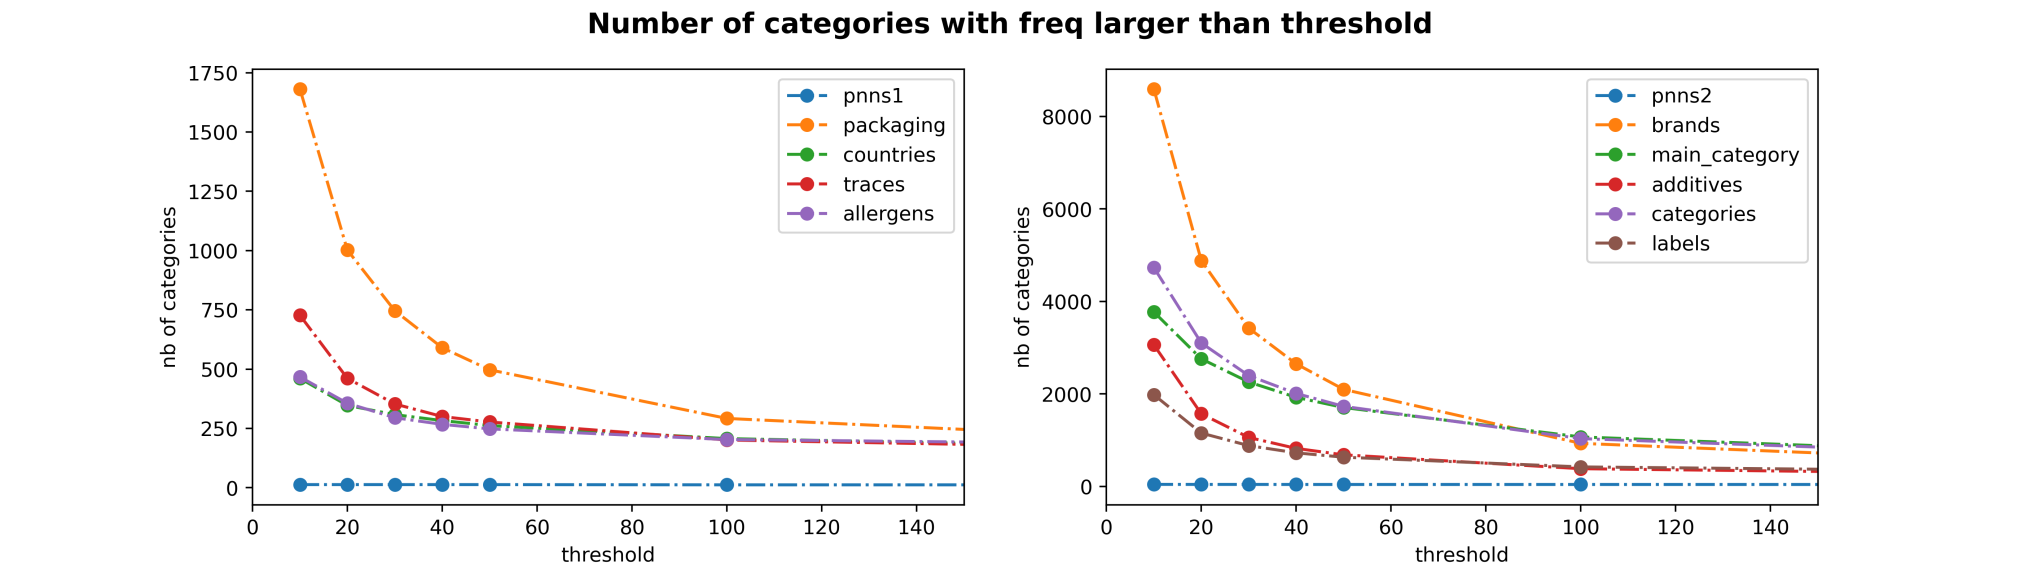 Number of categories with freq larger than threshold
nb of categories
1750
1500
1250
1000
750
500
250
0
0 20 40 60 80 100 120 140
threshold
pnns1
packaging
countries
traces
allergens
nb of categories
8000
6000
4000
2000
0
0 20 40 60 80 100 120 140
threshold
pnns2
brands
main_category
additives
categories
labels